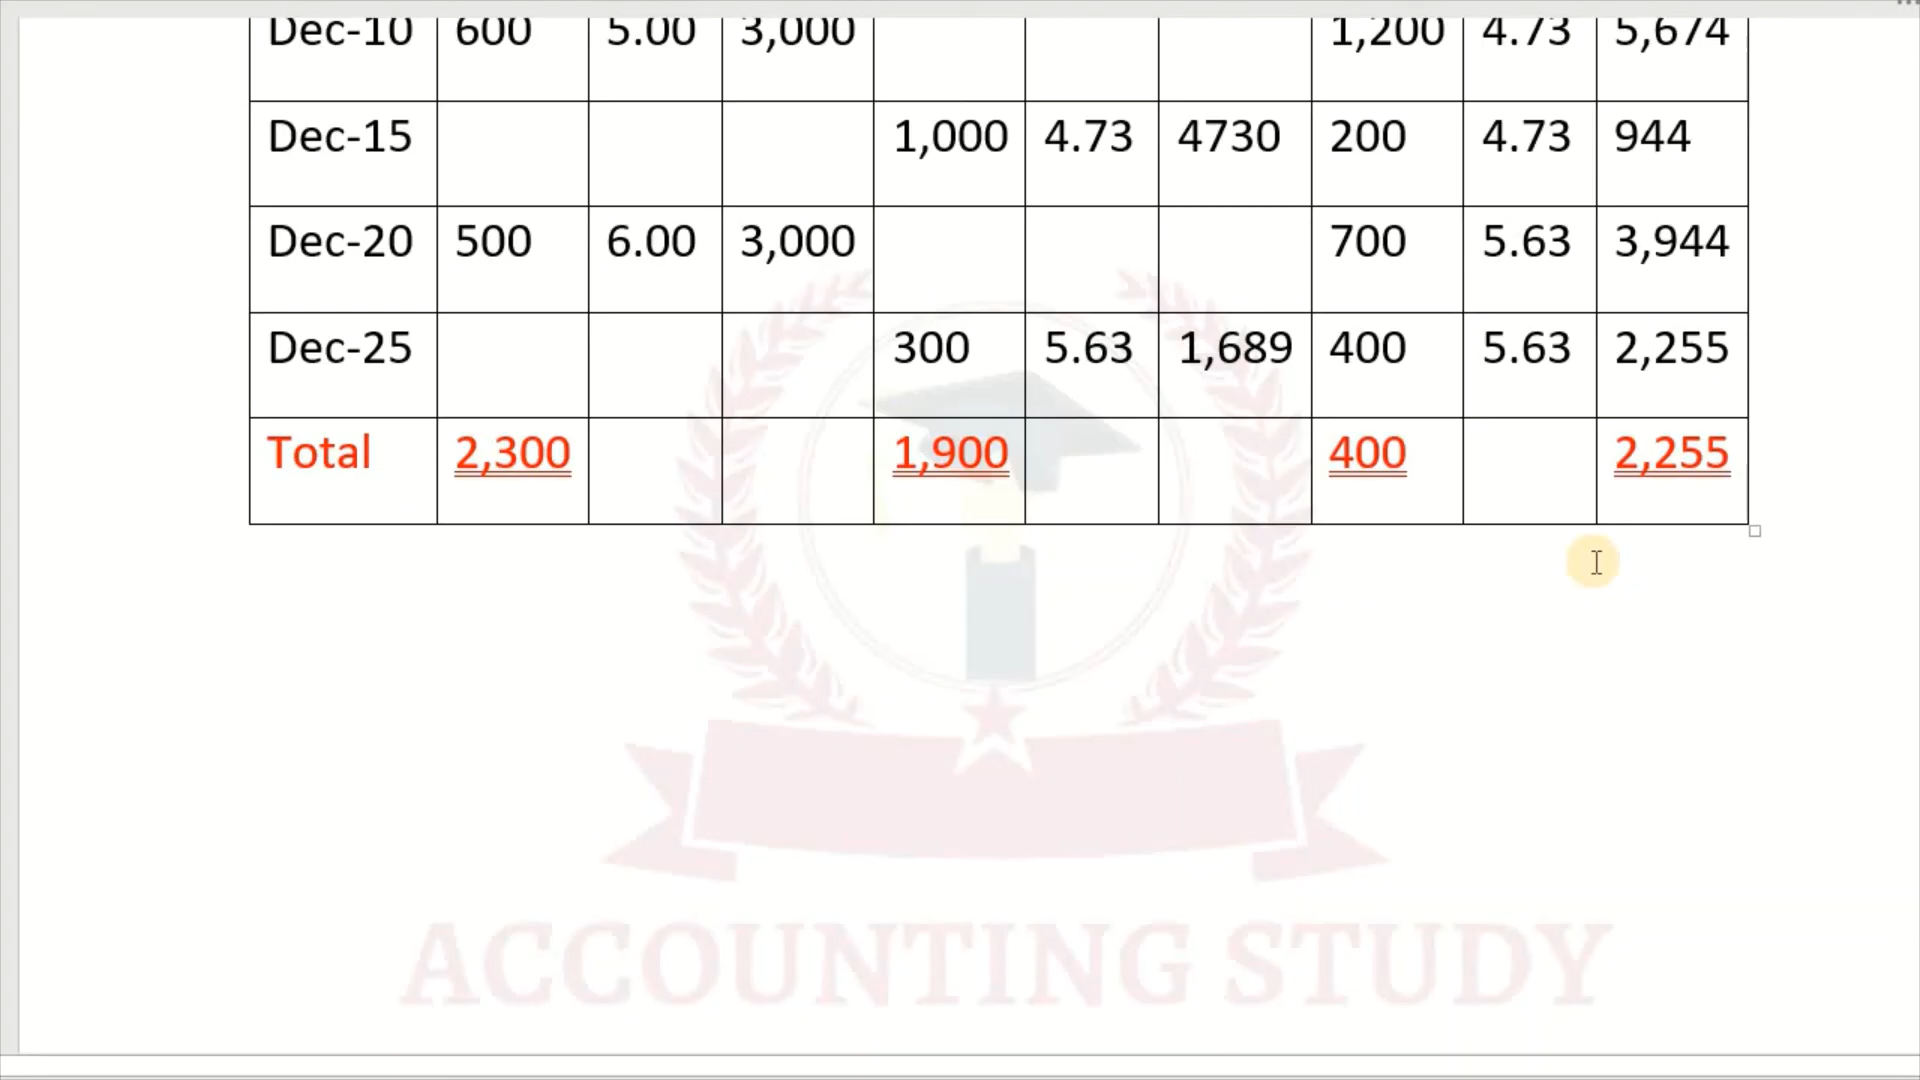 Dec-10 600 5.00 3,000 1,200 4.73 5,674
Dec-15 1,000 4.73 4730 200 4.73 944
Dec-20 500 6.00 3,000 700 5.63 3,944
Dec-25 300 5.63 1,689 400 5.63 2,255
Total 2,300 1,900 400 2,255
ACCOUNTING STUDY